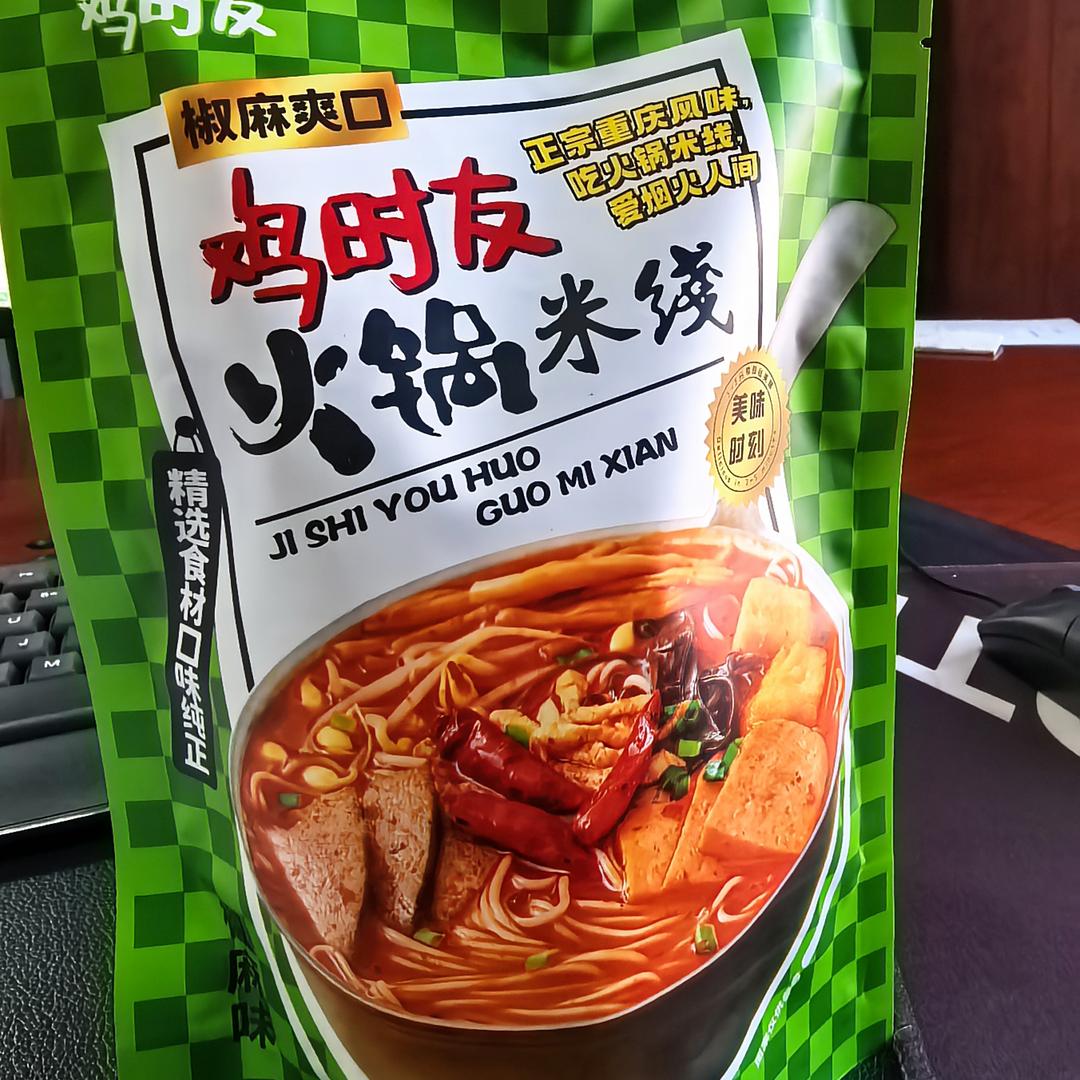 鸡时友
椒麻爽口
正宗重庆风味,
吃火锅米线,
爱烟火人间
鸡时友
火锅米线
JI SHI YOU HUO
GUO MI XIAN
美味
时刻
精选食材口味纯正
麻味